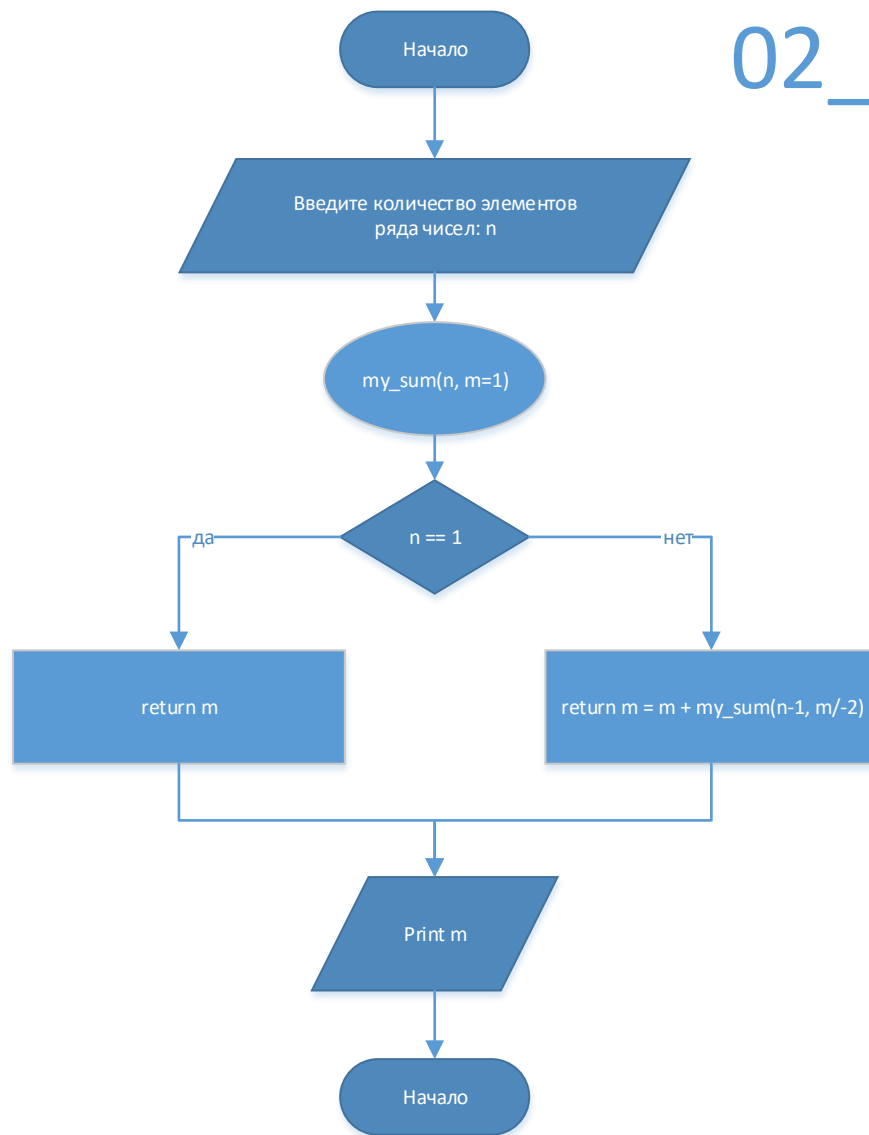 Начало
02_
Введите количество элементов
ряда чисел: n
my_sum(n, m=1)
n == 1
да
нет
return m
return m = m + my_sum(n-1, m/-2)
Print m
Начало